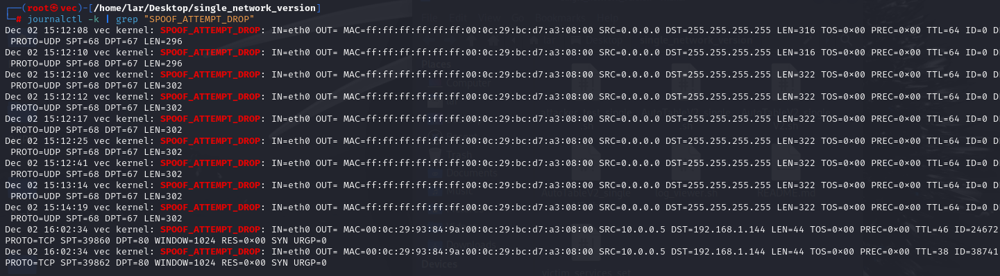 ┌──(root㉿vec)-[/home/lar/Desktop/single_network_version]
└─# journalctl -k | grep "SPOOF_ATTEMPT_DROP"
Dec 02 15:12:08 vec kernel: SPOOF_ATTEMPT_DROP: IN=eth0 OUT= MAC=ff:ff:ff:ff:ff:ff:00:0c:29:bc:d7:a3:08:00 SRC=0.0.0.0 DST=255.255.255.255 LEN=316 TOS=0x00 PREC=0x00 TTL=64 ID=0 D
PROTO=UDP SPT=68 DPT=67 LEN=296
Dec 02 15:12:10 vec kernel: SPOOF_ATTEMPT_DROP: IN=eth0 OUT= MAC=ff:ff:ff:ff:ff:ff:00:0c:29:bc:d7:a3:08:00 SRC=0.0.0.0 DST=255.255.255.255 LEN=316 TOS=0x00 PREC=0x00 TTL=64 ID=0 D
PROTO=UDP SPT=68 DPT=67 LEN=296
Dec 02 15:12:10 vec kernel: SPOOF_ATTEMPT_DROP: IN=eth0 OUT= MAC=ff:ff:ff:ff:ff:ff:00:0c:29:bc:d7:a3:08:00 SRC=0.0.0.0 DST=255.255.255.255 LEN=322 TOS=0x00 PREC=0x00 TTL=64 ID=0 D
PROTO=UDP SPT=68 DPT=67 LEN=302
Dec 02 15:12:12 vec kernel: SPOOF_ATTEMPT_DROP: IN=eth0 OUT= MAC=ff:ff:ff:ff:ff:ff:00:0c:29:bc:d7:a3:08:00 SRC=0.0.0.0 DST=255.255.255.255 LEN=322 TOS=0x00 PREC=0x00 TTL=64 ID=0 D
PROTO=UDP SPT=68 DPT=67 LEN=302
Dec 02 15:12:17 vec kernel: SPOOF_ATTEMPT_DROP: IN=eth0 OUT= MAC=ff:ff:ff:ff:ff:ff:00:0c:29:bc:d7:a3:08:00 SRC=0.0.0.0 DST=255.255.255.255 LEN=322 TOS=0x00 PREC=0x00 TTL=64 ID=0 D
PROTO=UDP SPT=68 DPT=67 LEN=302
Dec 02 15:12:25 vec kernel: SPOOF_ATTEMPT_DROP: IN=eth0 OUT= MAC=ff:ff:ff:ff:ff:ff:00:0c:29:bc:d7:a3:08:00 SRC=0.0.0.0 DST=255.255.255.255 LEN=322 TOS=0x00 PREC=0x00 TTL=64 ID=0 D
PROTO=UDP SPT=68 DPT=67 LEN=302
Dec 02 15:12:41 vec kernel: SPOOF_ATTEMPT_DROP: IN=eth0 OUT= MAC=ff:ff:ff:ff:ff:ff:00:0c:29:bc:d7:a3:08:00 SRC=0.0.0.0 DST=255.255.255.255 LEN=322 TOS=0x00 PREC=0x00 TTL=64 ID=0 D
PROTO=UDP SPT=68 DPT=67 LEN=302
Dec 02 15:13:14 vec kernel: SPOOF_ATTEMPT_DROP: IN=eth0 OUT= MAC=ff:ff:ff:ff:ff:ff:00:0c:29:bc:d7:a3:08:00 SRC=0.0.0.0 DST=255.255.255.255 LEN=322 TOS=0x00 PREC=0x00 TTL=64 ID=0 D
PROTO=UDP SPT=68 DPT=67 LEN=302
Dec 02 15:14:19 vec kernel: SPOOF_ATTEMPT_DROP: IN=eth0 OUT= MAC=ff:ff:ff:ff:ff:ff:00:0c:29:bc:d7:a3:08:00 SRC=0.0.0.0 DST=255.255.255.255 LEN=322 TOS=0x00 PREC=0x00 TTL=64 ID=0 D
PROTO=UDP SPT=68 DPT=67 LEN=302
Dec 02 16:02:34 vec kernel: SPOOF_ATTEMPT_DROP: IN=eth0 OUT= MAC=00:0c:29:93:84:9a:00:0c:29:bc:d7:a3:08:00 SRC=10.0.0.5 DST=192.168.1.144 LEN=44 TOS=0x00 PREC=0x00 TTL=46 ID=24672
PROTO=TCP SPT=39860 DPT=80 WINDOW=1024 RES=0x00 SYN URGP=0
Dec 02 16:02:34 vec kernel: SPOOF_ATTEMPT_DROP: IN=eth0 OUT= MAC=00:0c:29:93:84:9a:00:0c:29:bc:d7:a3:08:00 SRC=10.0.0.5 DST=192.168.1.144 LEN=44 TOS=0x00 PREC=0x00 TTL=38 ID=38741
PROTO=TCP SPT=39862 DPT=80 WINDOW=1024 RES=0x00 SYN URGP=0